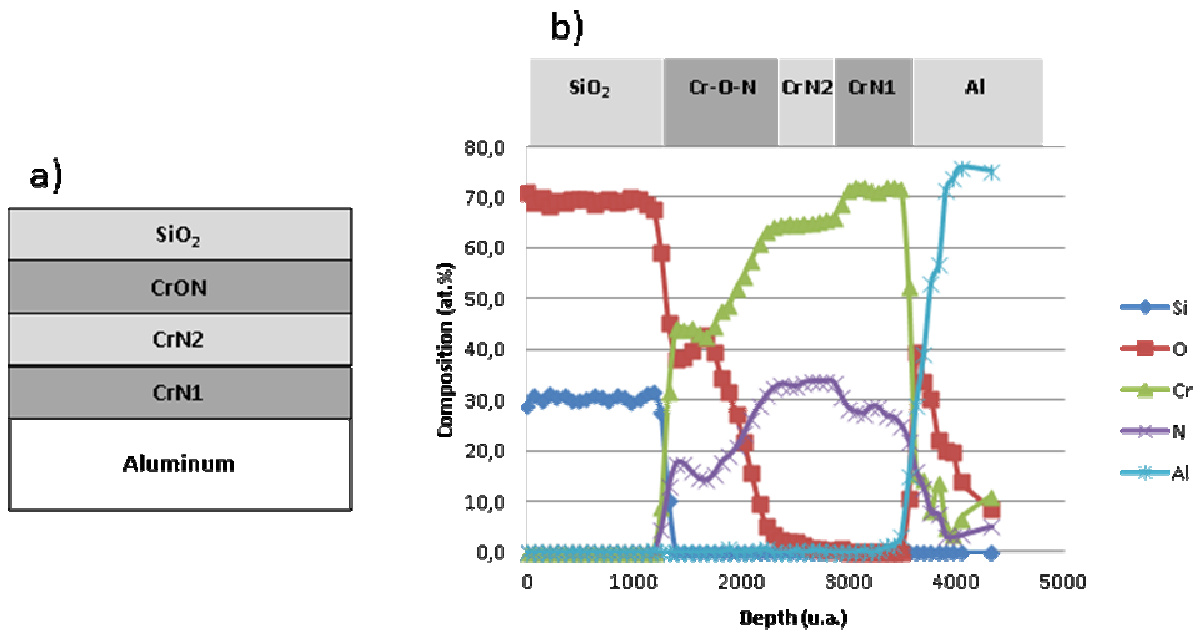 a)
SiO₂
CrON
CrN2
CrN1
Aluminum
b)
SiO₂ Cr-O-N CrN2 CrN1 Al
80,0
70,0
60,0
50,0
40,0
30,0
20,0
10,0
0,0
Composition (at.%)
0 1000 2000 3000 4000 5000
Depth (u.a.)
Si
O
Cr
N
Al